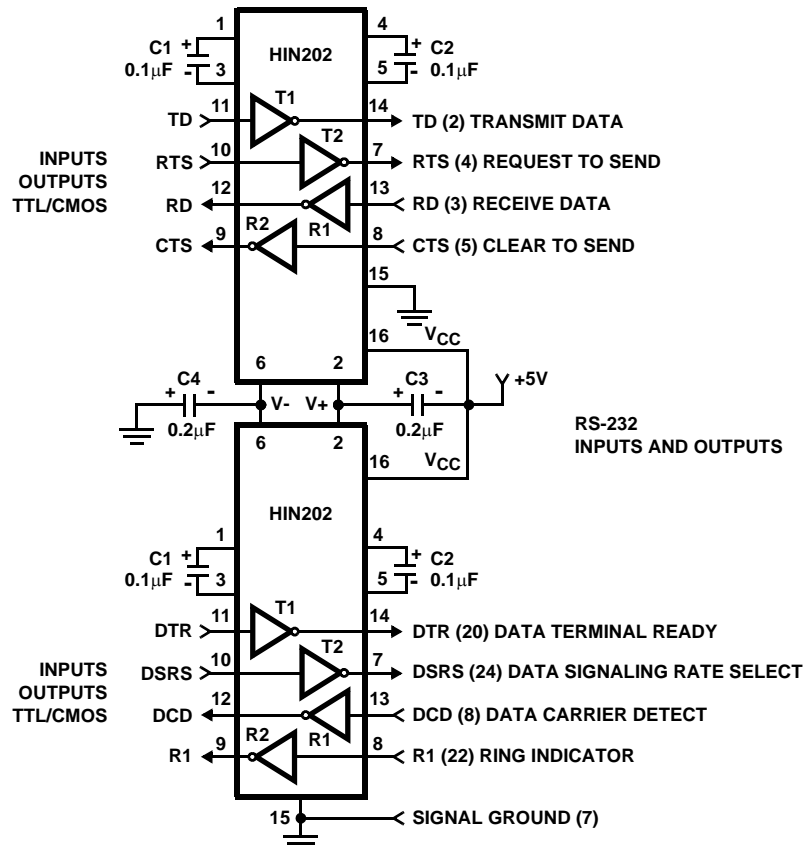 1 4
C1 + HIN202 + C2
0.1µF - 3 5 - 0.1µF
T1
TD 11 14 TD (2) TRANSMIT DATA
T2
INPUTS
OUTPUTS
TTL/CMOS
RTS 10 7 RTS (4) REQUEST TO SEND
RD 12 13 RD (3) RECEIVE DATA
R2 R1
CTS 9 8 CTS (5) CLEAR TO SEND
15
16 VCC
6 2
+5V
C4 C3
+ - V- V+ + -
0.2µF 0.2µF
RS-232
INPUTS AND OUTPUTS
6 2
16 VCC
HIN202
1 4
C1 + + C2
0.1µF - 3 5 - 0.1µF
T1
DTR 11 14 DTR (20) DATA TERMINAL READY
T2
INPUTS
OUTPUTS
TTL/CMOS
DSRS 10 7 DSRS (24) DATA SIGNALING RATE SELECT
DCD 12 13 DCD (8) DATA CARRIER DETECT
R2 R1
R1 9 8 R1 (22) RING INDICATOR
15 SIGNAL GROUND (7)